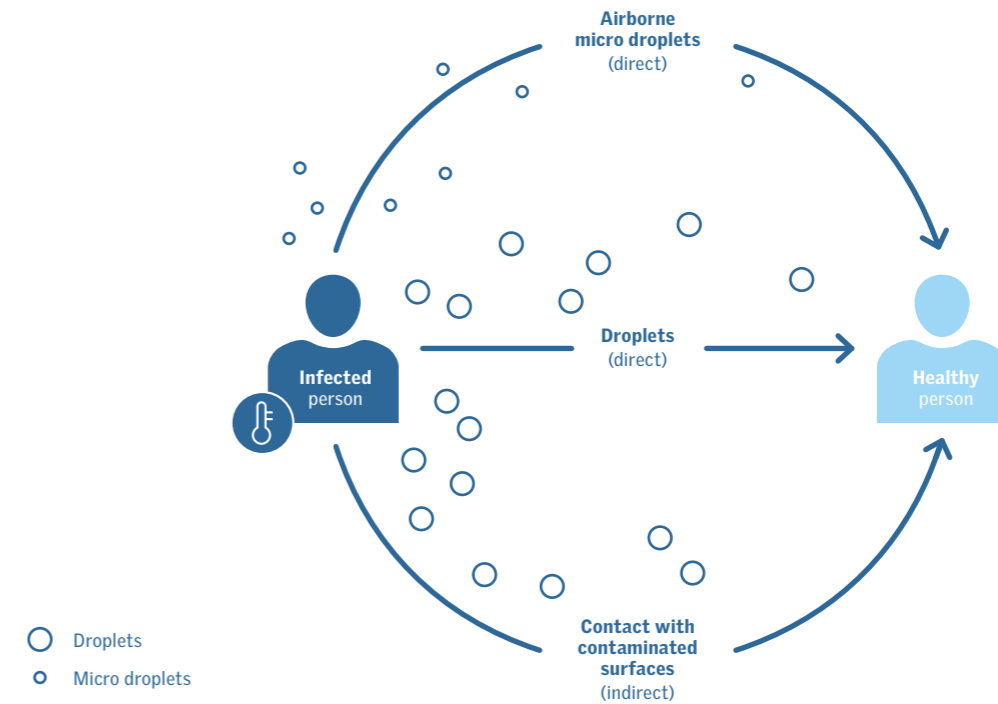 Airborne
micro droplets
(direct)
Droplets
(direct)
Infected
person
Healthy
person
Contact with
contaminated
surfaces
(indirect)
Droplets
Micro droplets